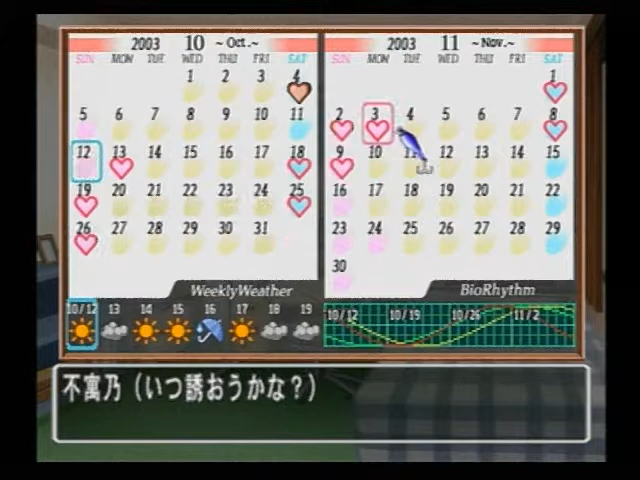 2003 10 ~Oct.~
SUN MON TUE WED THU FRI SAT
1 2 3 4
5 6 7 8 9 10 11
12 13 14 15 16 17 18
19 20 21 22 23 24 25
26 27 28 29 30 31
2003 11 ~Nov.~
SUN MON TUE WED THU FRI SAT
1
2 3 4 5 6 7 8
9 10 11 12 13 14 15
16 17 18 19 20 21 22
23 24 25 26 27 28 29
30
WeeklyWeather
10/12 13 14 15 16 17 18 19
BioRhythm
10/12 10/19 10/26 11/2
不寓乃（いつ誘おうかな？）